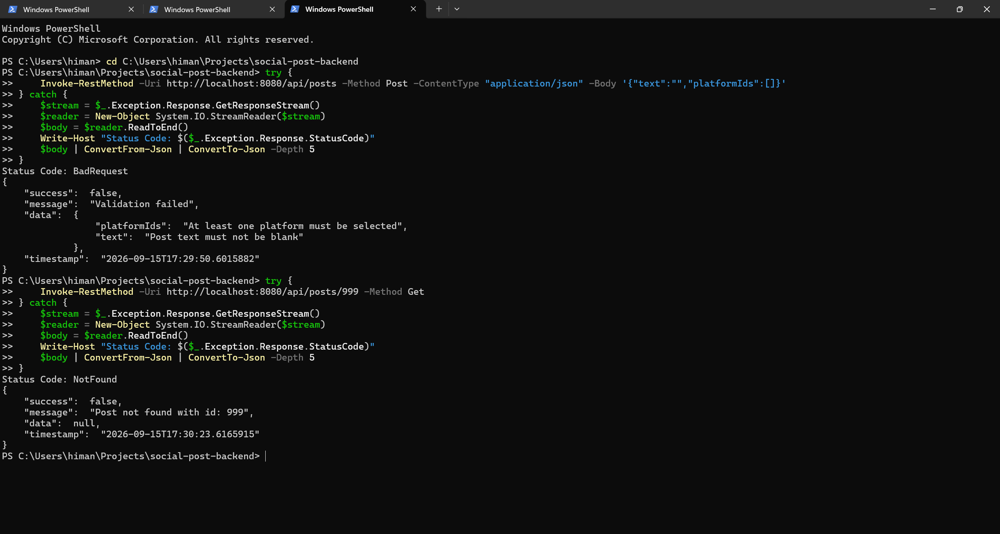 Windows PowerShell
Windows PowerShell
Windows PowerShell
Windows PowerShell
Copyright (C) Microsoft Corporation. All rights reserved.
PS C:\Users\himan> cd C:\Users\himan\Projects\social-post-backend
PS C:\Users\himan\Projects\social-post-backend> try {
>>     Invoke-RestMethod -Uri http://localhost:8080/api/posts -Method Post -ContentType "application/json" -Body '{"text":"","platformIds":[]}'
>> } catch {
>>     $stream = $_.Exception.Response.GetResponseStream()
>>     $reader = New-Object System.IO.StreamReader($stream)
>>     $body = $reader.ReadToEnd()
>>     Write-Host "Status Code: $($_.Exception.Response.StatusCode)"
>>     $body | ConvertFrom-Json | ConvertTo-Json -Depth 5
>> }
Status Code: BadRequest
{
    "success":  false,
    "message":  "Validation failed",
    "data":  {
                 "platformIds":  "At least one platform must be selected",
                 "text":  "Post text must not be blank"
             },
    "timestamp":  "2026-09-15T17:29:50.6015882"
}
PS C:\Users\himan\Projects\social-post-backend> try {
>>     Invoke-RestMethod -Uri http://localhost:8080/api/posts/999 -Method Get
>> } catch {
>>     $stream = $_.Exception.Response.GetResponseStream()
>>     $reader = New-Object System.IO.StreamReader($stream)
>>     $body = $reader.ReadToEnd()
>>     Write-Host "Status Code: $($_.Exception.Response.StatusCode)"
>>     $body | ConvertFrom-Json | ConvertTo-Json -Depth 5
>> }
Status Code: NotFound
{
    "success":  false,
    "message":  "Post not found with id: 999",
    "data":  null,
    "timestamp":  "2026-09-15T17:30:23.6165915"
}
PS C:\Users\himan\Projects\social-post-backend>